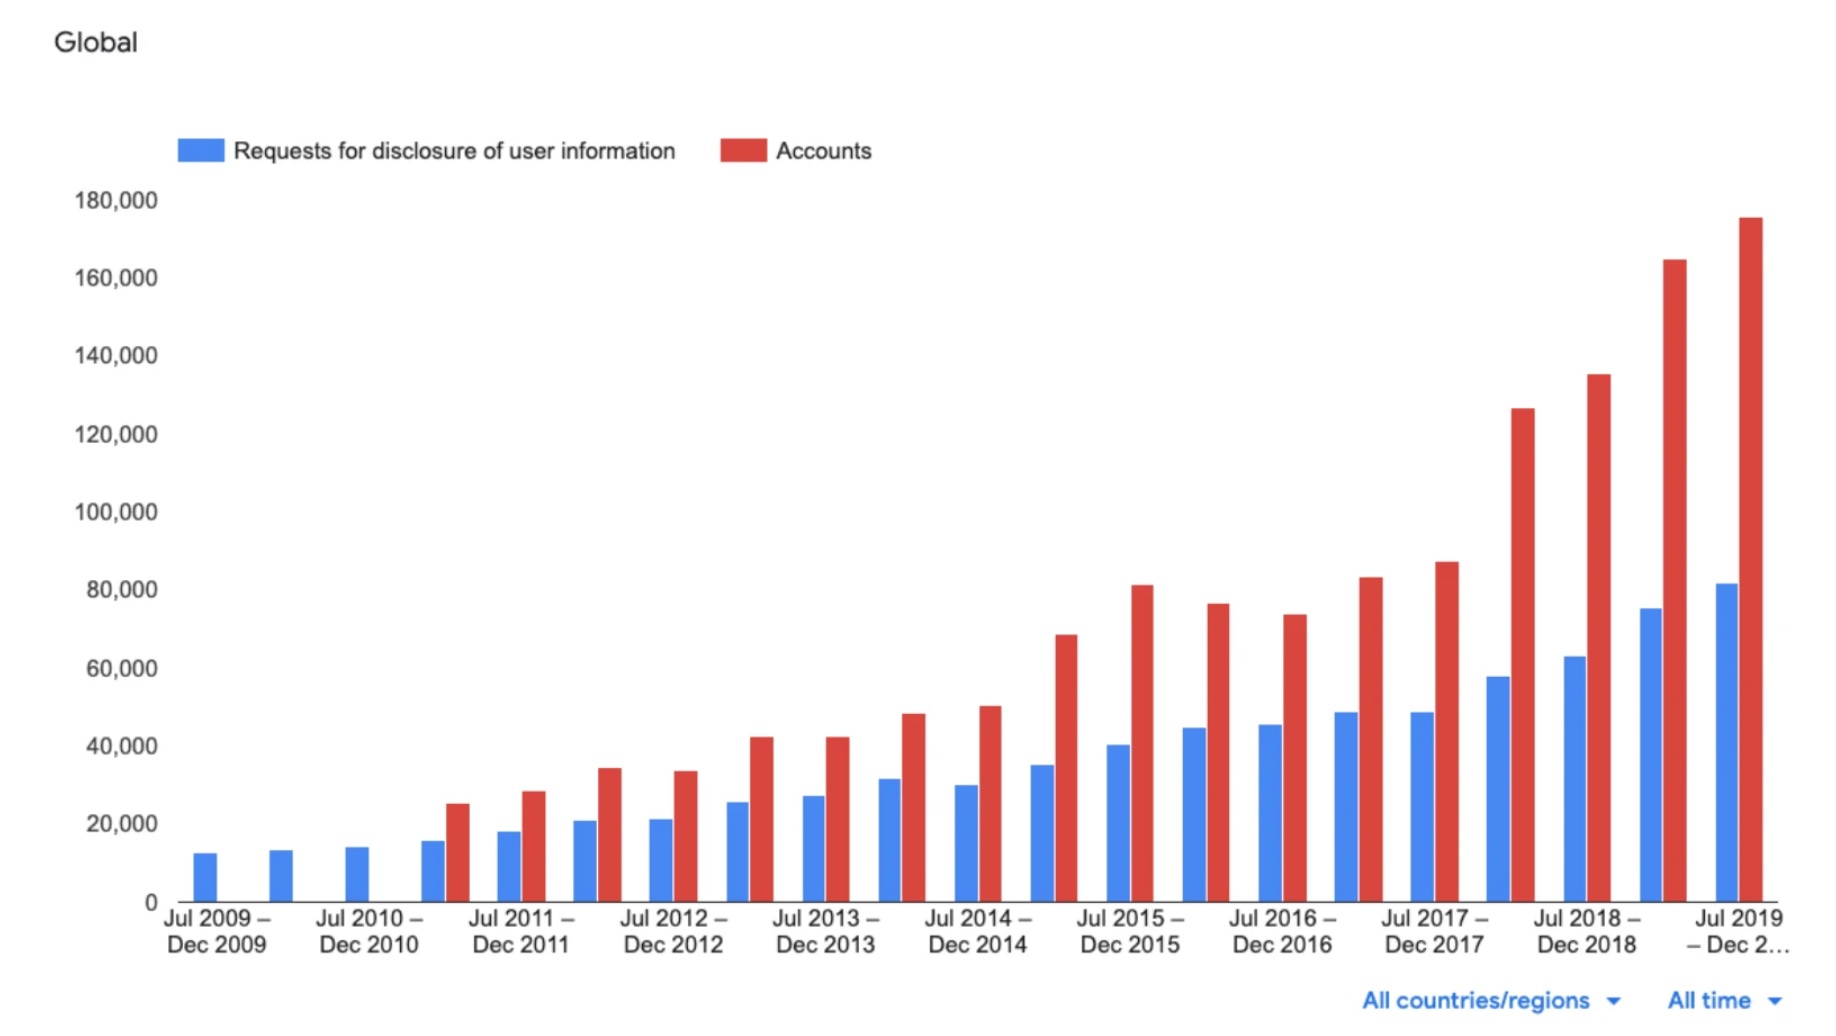 Global
Requests for disclosure of user information
Accounts
180,000
160,000
140,000
120,000
100,000
80,000
60,000
40,000
20,000
0
Jul 2009 –
Dec 2009
Jul 2010 –
Dec 2010
Jul 2011 –
Dec 2011
Jul 2012 –
Dec 2012
Jul 2013 –
Dec 2013
Jul 2014 –
Dec 2014
Jul 2015 –
Dec 2015
Jul 2016 –
Dec 2016
Jul 2017 –
Dec 2017
Jul 2018 –
Dec 2018
Jul 2019
– Dec 2…
All countries/regions
All time